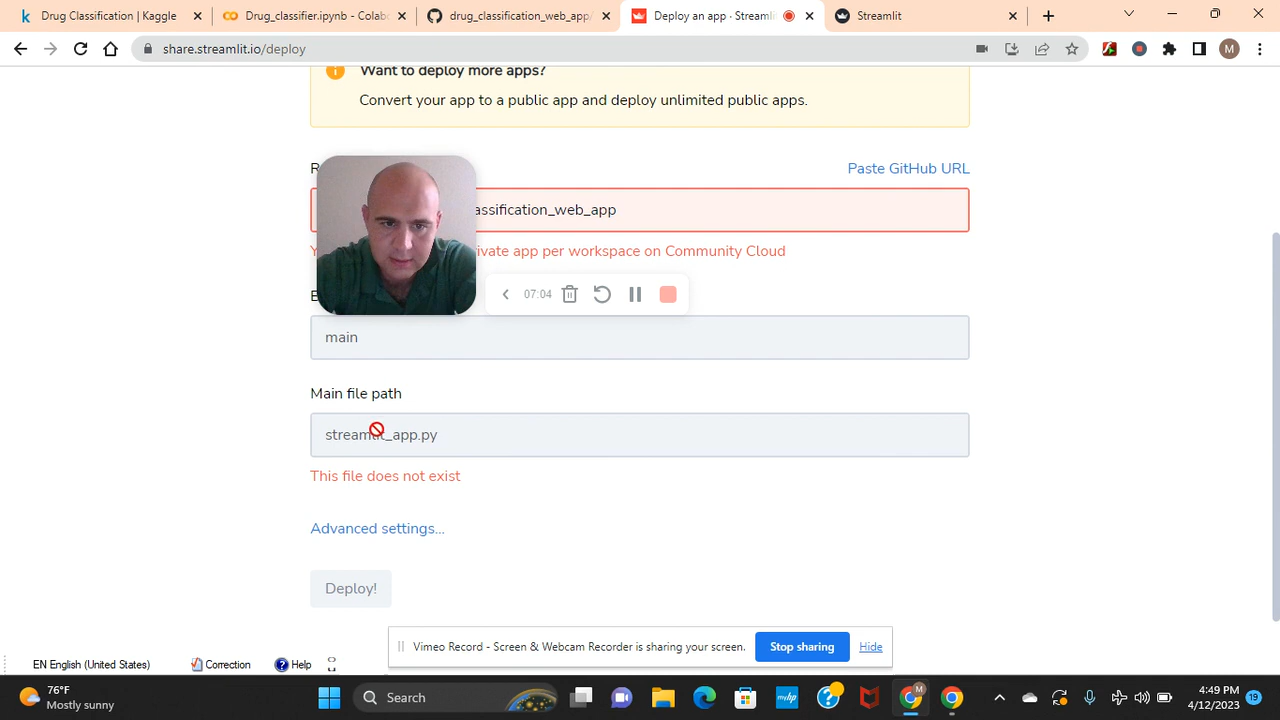 Drug Classification | Kaggle
Drug_classifier.ipynb - Colab
drug_classification_web_app/
Deploy an app · Streamlit
Streamlit
share.streamlit.io/deploy
M
Want to deploy more apps?
Convert your app to a public app and deploy unlimited public apps.
Paste GitHub URL
assification_web_app
private app per workspace on Community Cloud
07:04
main
Main file path
streamlit_app.py
This file does not exist
Advanced settings...
Deploy!
Vimeo Record - Screen & Webcam Recorder is sharing your screen.
Stop sharing
Hide
EN English (United States)
Correction
Help
76°F
Mostly sunny
Search
4:49 PM
4/12/2023
19